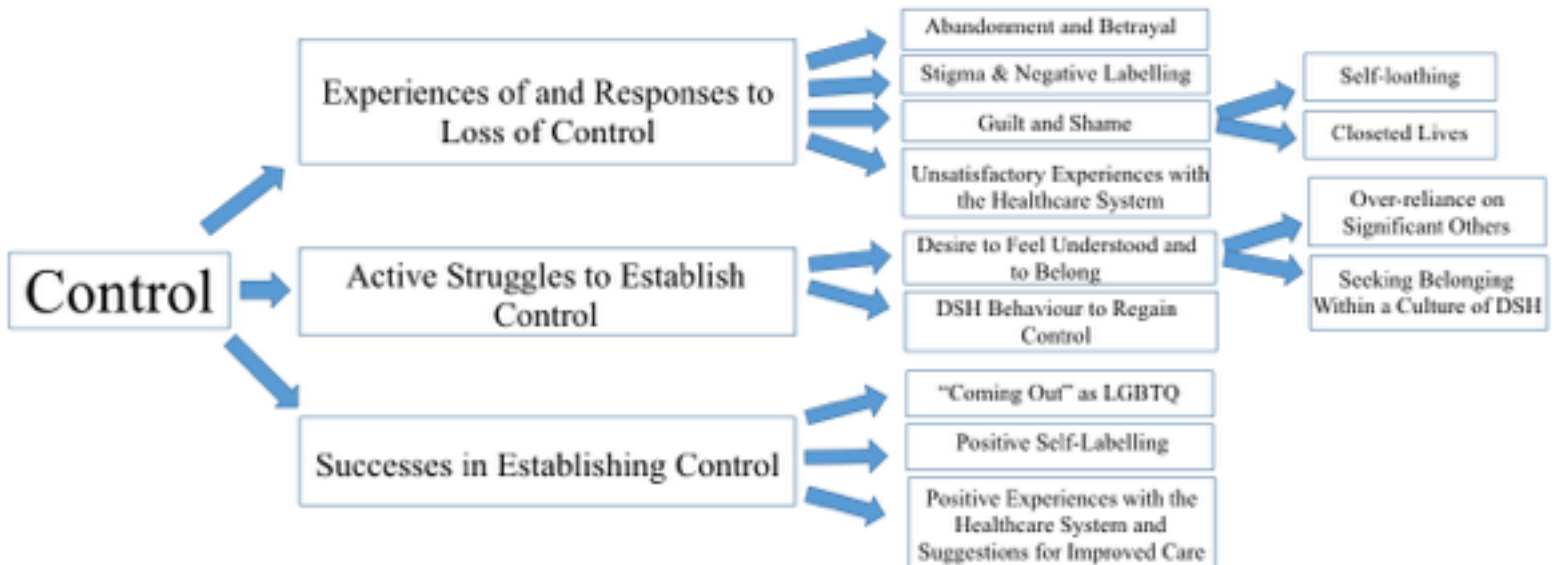 Control
Experiences of and Responses to
Loss of Control
Abandonment and Betrayal
Stigma & Negative Labelling
Guilt and Shame
Self-loathing
Closeted Lives
Unsatisfactory Experiences with
the Healthcare System
Active Struggles to Establish
Control
Desire to Feel Understood and
to Belong
Over-reliance on
Significant Others
Seeking Belonging
Within a Culture of DSH
DSH Behaviour to Regain
Control
Successes in Establishing Control
“Coming Out” as LGBTQ
Positive Self-Labelling
Positive Experiences with the
Healthcare System and
Suggestions for Improved Care